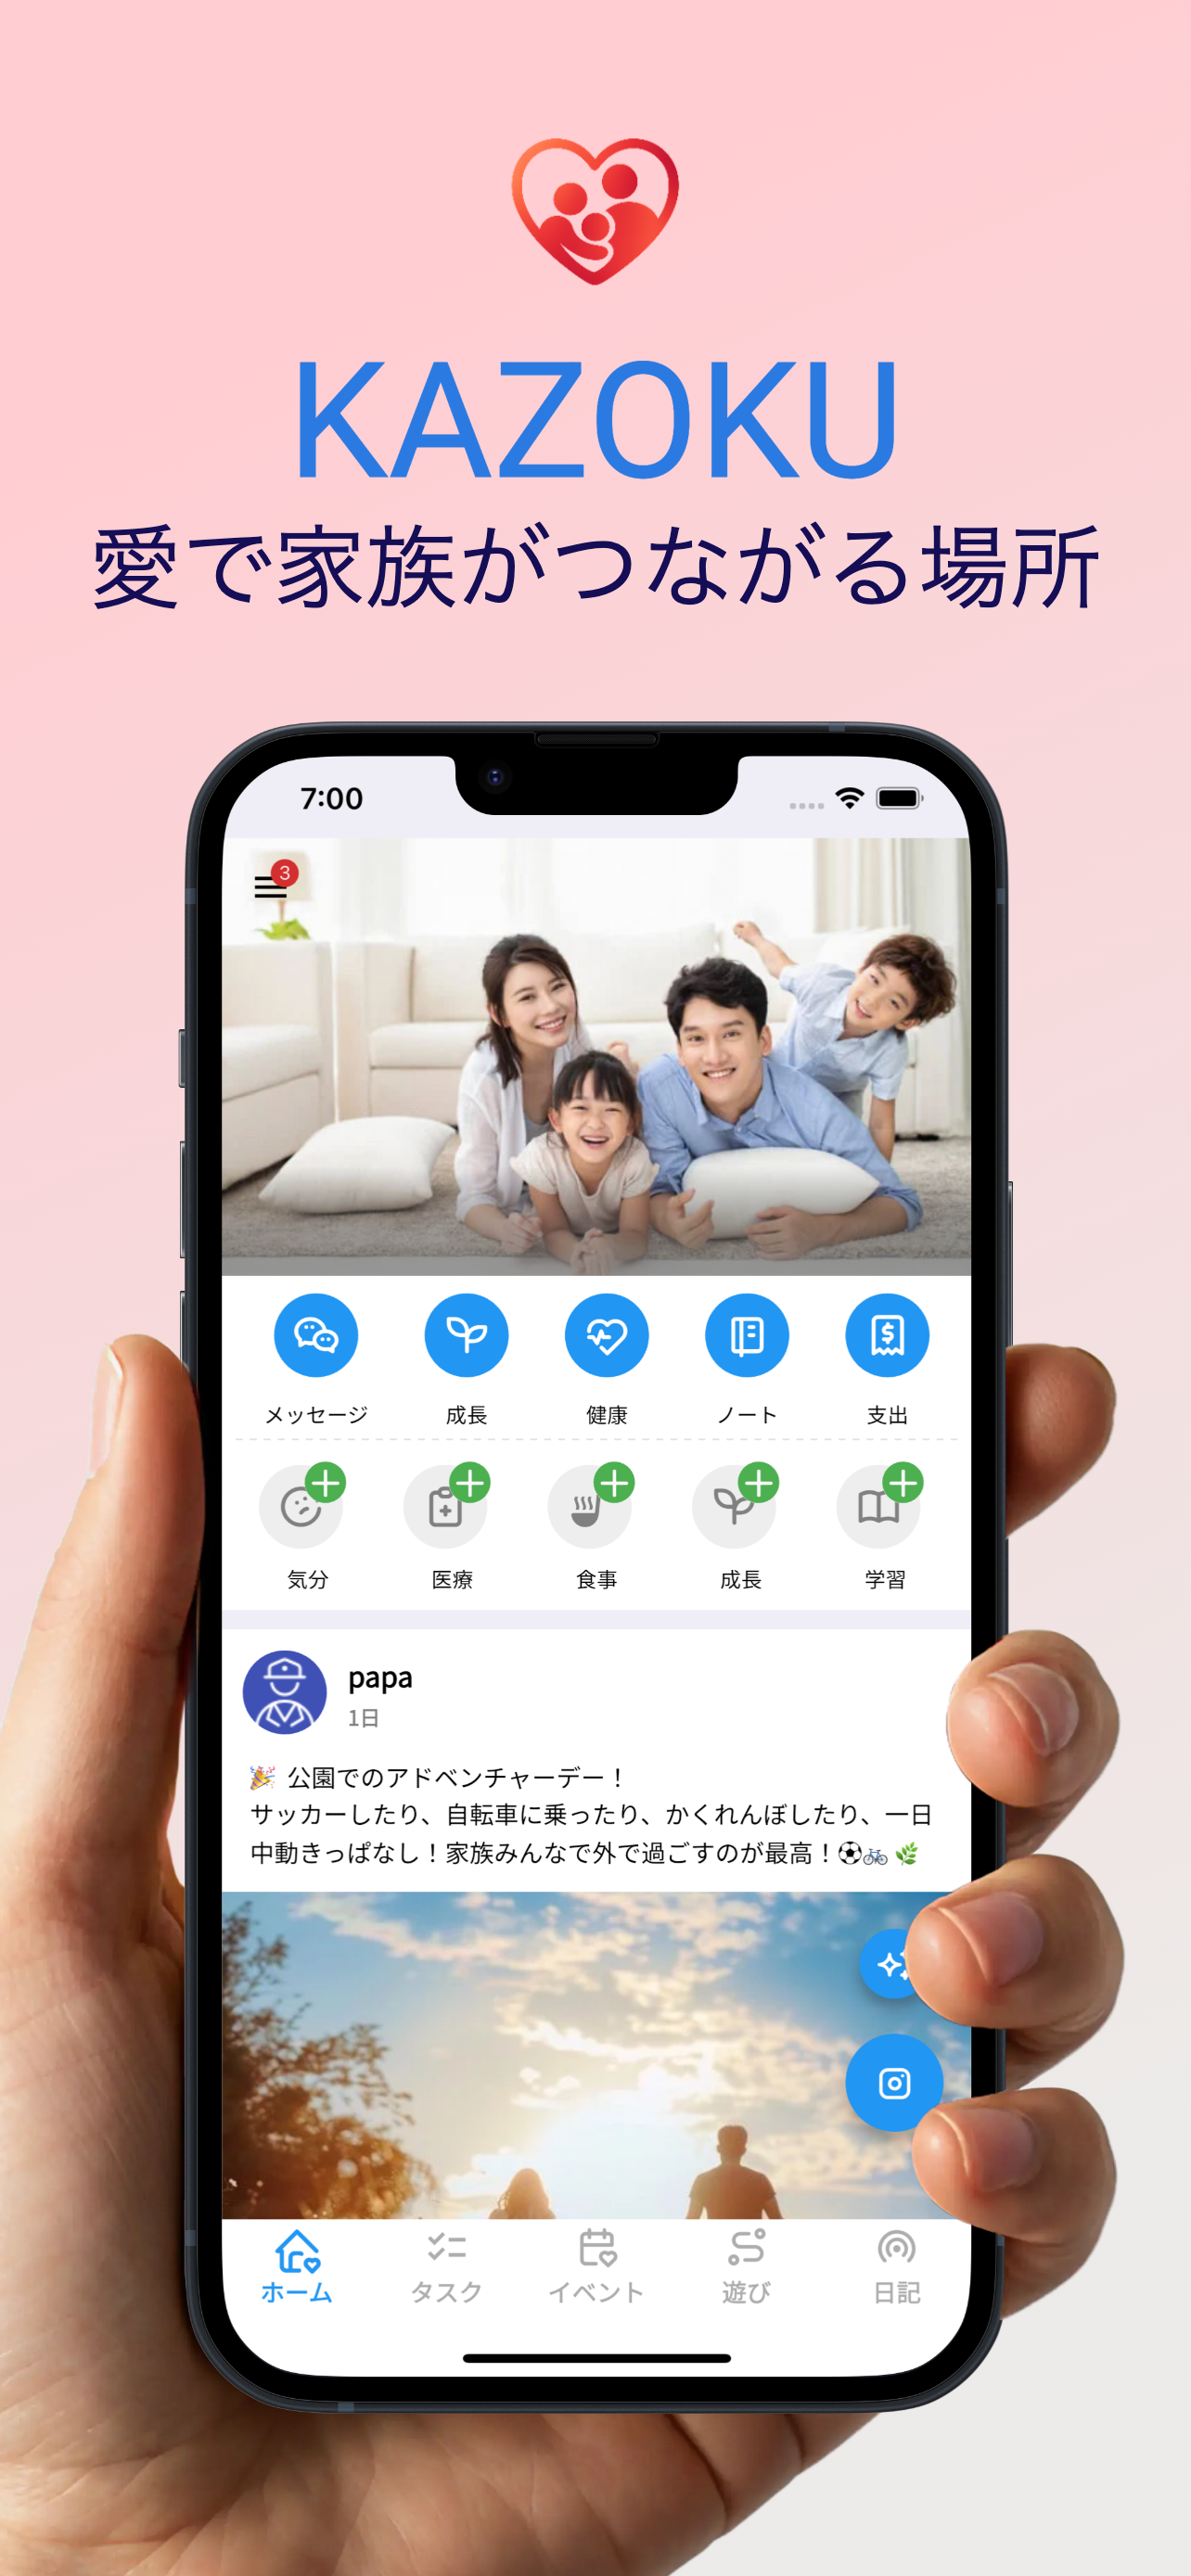 KAZOKU
愛で家族がつながる場所
7:00
3
メッセージ 成長 健康 ノート 支出
気分 医療 食事 成長 学習
papa
1日
🎉 公園でのアドベンチャーデー！
サッカーしたり、自転車に乗ったり、かくれんぼしたり、一日
中動きっぱなし！家族みんなで外で過ごすのが最高！⚽🚲 🌿
ホーム タスク イベント 遊び 日記